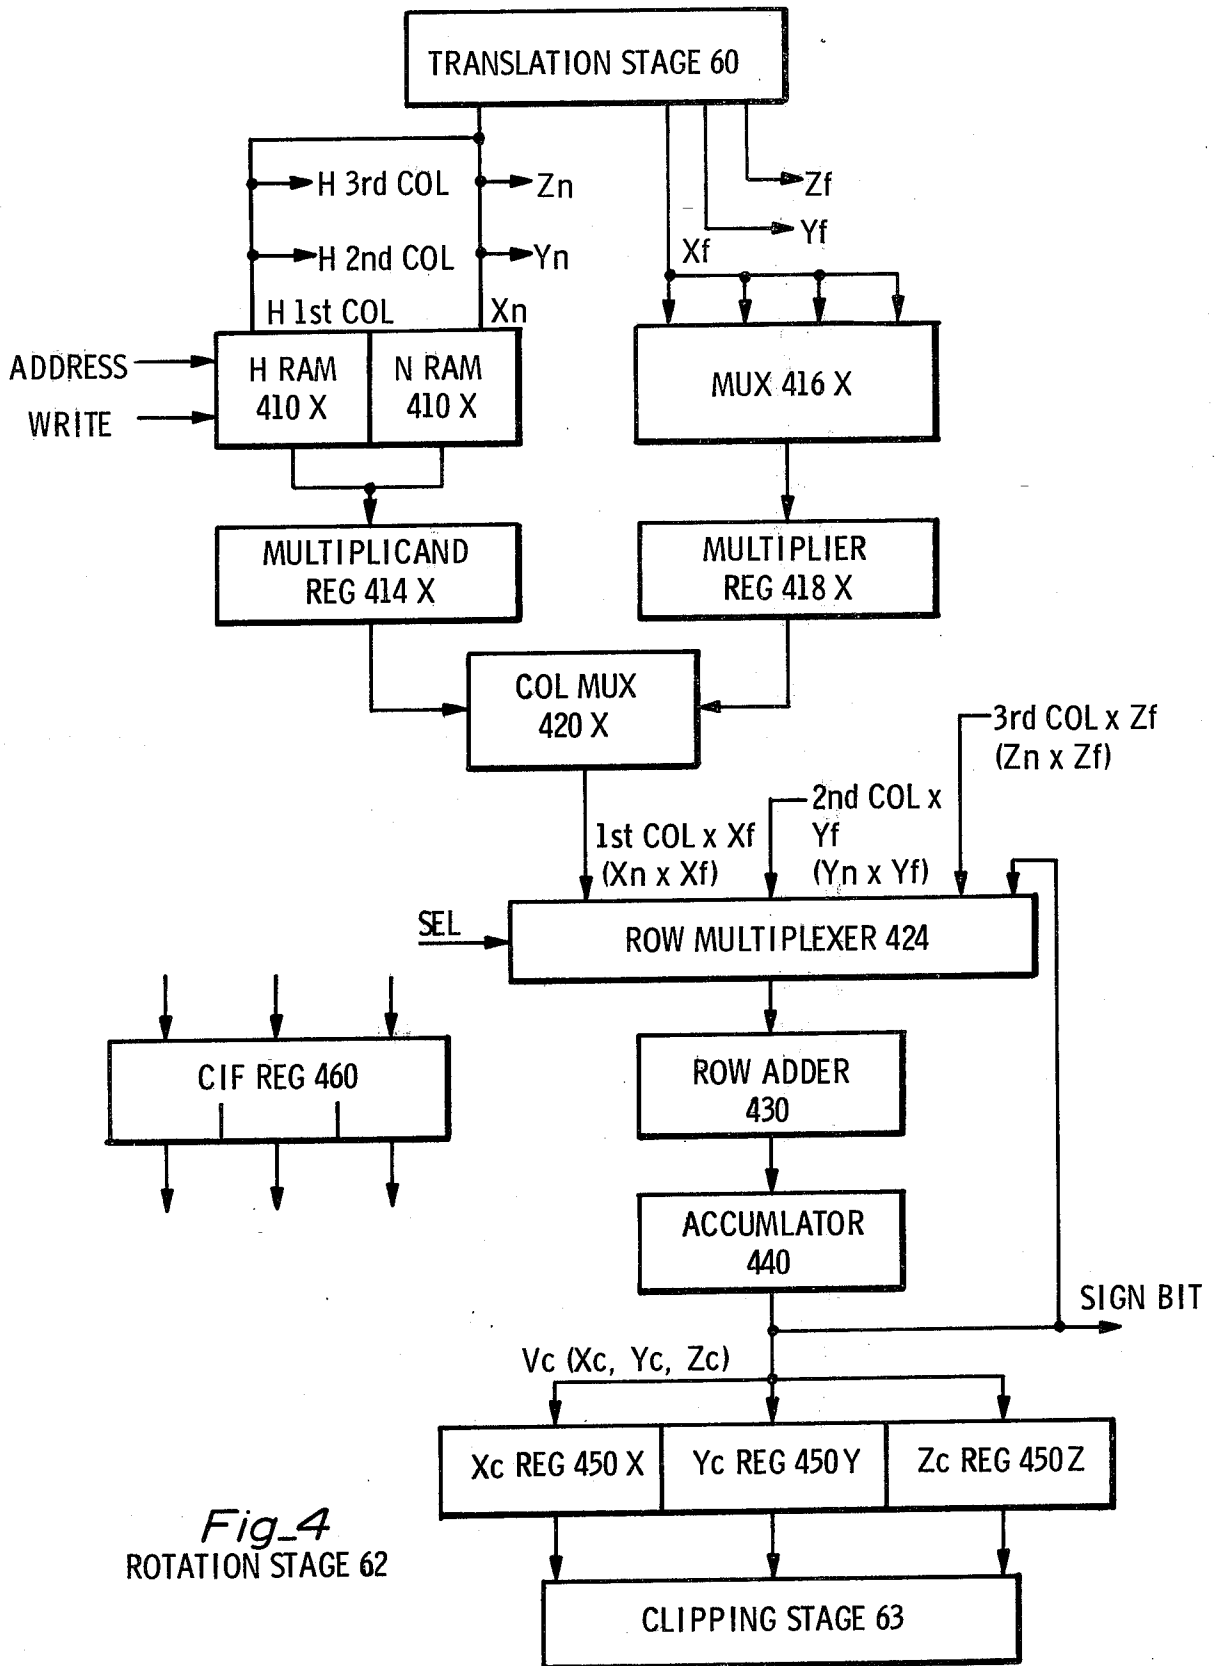 TRANSLATION STAGE 60
H 3rd COL
Zn
Zf
Yf
H 2nd COL
Yn
Xf
H 1st COL
Xn
ADDRESS
WRITE
H RAM
410 X
N RAM
410 X
MUX 416 X
MULTIPLICAND
REG 414 X
MULTIPLIER
REG 418 X
COL MUX
420 X
3rd COL x Zf
(Zn x Zf)
2nd COL x
Yf
(Yn x Yf)
1st COL x Xf
(Xn x Xf)
SEL
ROW MULTIPLEXER 424
CIF REG 460
ROW ADDER
430
ACCUMLATOR
440
SIGN BIT
Vc (Xc, Yc, Zc)
Xc REG 450 X
Yc REG 450 Y
Zc REG 450 Z
Fig_4
ROTATION STAGE 62
CLIPPING STAGE 63